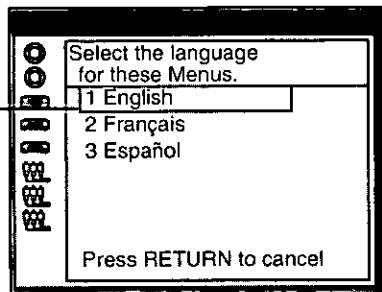 Select the language
for these Menus.
1 English
2 Français
3 Español
Press RETURN to cancel